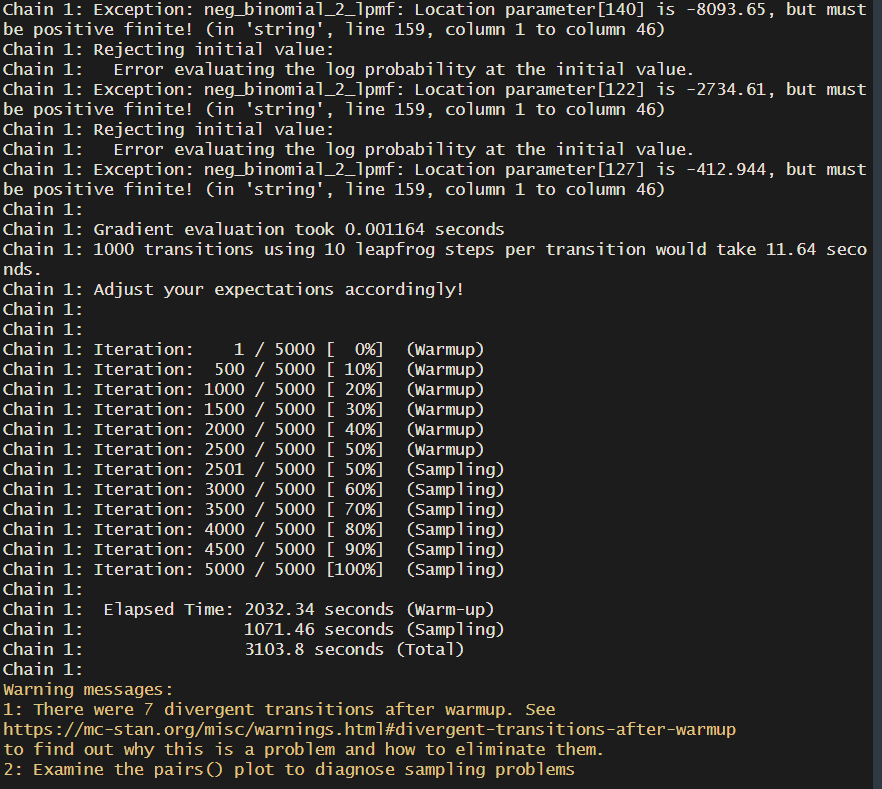 Chain 1: Exception: neg_binomial_2_lpmf: Location parameter[140] is -8093.65, but must
be positive finite! (in 'string', line 159, column 1 to column 46)
Chain 1: Rejecting initial value:
Chain 1:   Error evaluating the log probability at the initial value.
Chain 1: Exception: neg_binomial_2_lpmf: Location parameter[122] is -2734.61, but must
be positive finite! (in 'string', line 159, column 1 to column 46)
Chain 1: Rejecting initial value:
Chain 1:   Error evaluating the log probability at the initial value.
Chain 1: Exception: neg_binomial_2_lpmf: Location parameter[127] is -412.944, but must
be positive finite! (in 'string', line 159, column 1 to column 46)
Chain 1:
Chain 1: Gradient evaluation took 0.001164 seconds
Chain 1: 1000 transitions using 10 leapfrog steps per transition would take 11.64 seco
nds.
Chain 1: Adjust your expectations accordingly!
Chain 1:
Chain 1:
Chain 1: Iteration:    1 / 5000 [  0%]  (Warmup)
Chain 1: Iteration:  500 / 5000 [ 10%]  (Warmup)
Chain 1: Iteration: 1000 / 5000 [ 20%]  (Warmup)
Chain 1: Iteration: 1500 / 5000 [ 30%]  (Warmup)
Chain 1: Iteration: 2000 / 5000 [ 40%]  (Warmup)
Chain 1: Iteration: 2500 / 5000 [ 50%]  (Warmup)
Chain 1: Iteration: 2501 / 5000 [ 50%]  (Sampling)
Chain 1: Iteration: 3000 / 5000 [ 60%]  (Sampling)
Chain 1: Iteration: 3500 / 5000 [ 70%]  (Sampling)
Chain 1: Iteration: 4000 / 5000 [ 80%]  (Sampling)
Chain 1: Iteration: 4500 / 5000 [ 90%]  (Sampling)
Chain 1: Iteration: 5000 / 5000 [100%]  (Sampling)
Chain 1:
Chain 1:  Elapsed Time: 2032.34 seconds (Warm-up)
Chain 1:                1071.46 seconds (Sampling)
Chain 1:                3103.8 seconds (Total)
Chain 1:
Warning messages:
1: There were 7 divergent transitions after warmup. See
https://mc-stan.org/misc/warnings.html#divergent-transitions-after-warmup
to find out why this is a problem and how to eliminate them.
2: Examine the pairs() plot to diagnose sampling problems